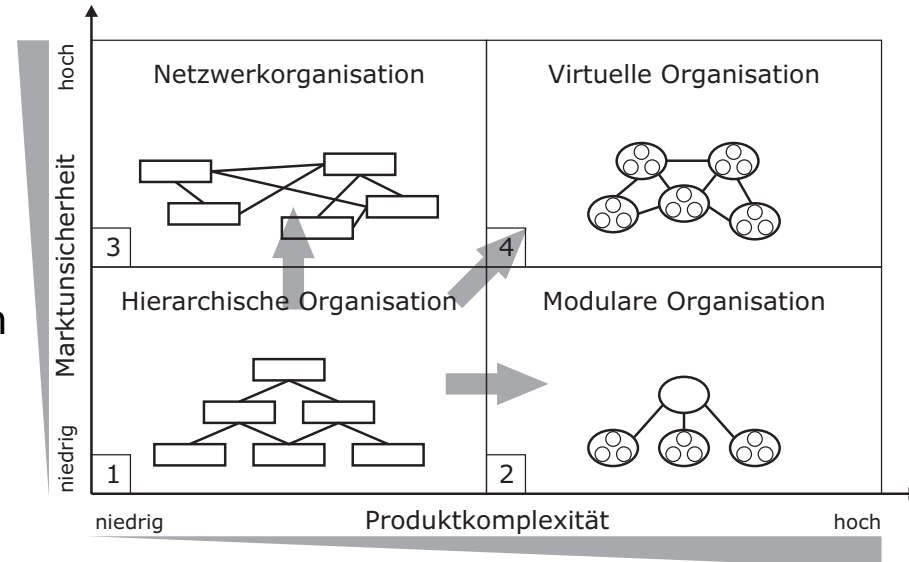 hoch
Netzwerkorganisation
Virtuelle Organisation
Marktunsicherheit
3
4
Hierarchische Organisation
Modulare Organisation
n
niedrig
1
2
niedrig
Produktkomplexität
hoch